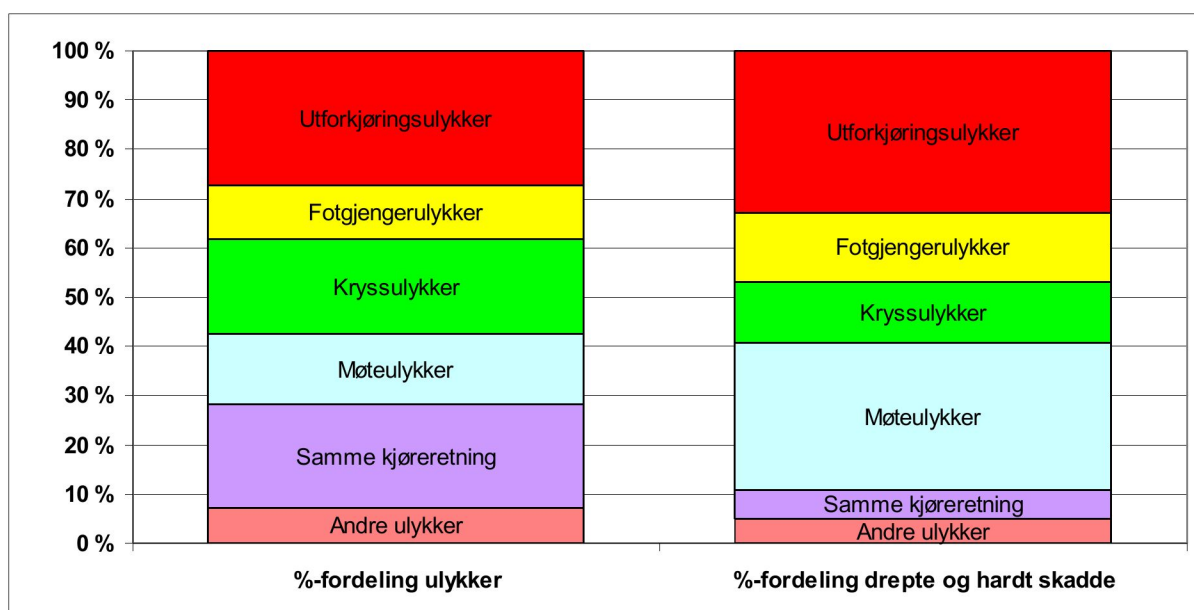 100 %
90 %
80 %
70 %
60 %
50 %
40 %
30 %
20 %
10 %
0 %
Utforkjøringsulykker
Fotgjengerulykker
Kryssulykker
Møteulykker
Samme kjøreretning
Andre ulykker
Utforkjøringsulykker
Fotgjengerulykker
Kryssulykker
Møteulykker
Samme kjøreretning
Andre ulykker
%-fordeling ulykker
%-fordeling drepte og hardt skadde